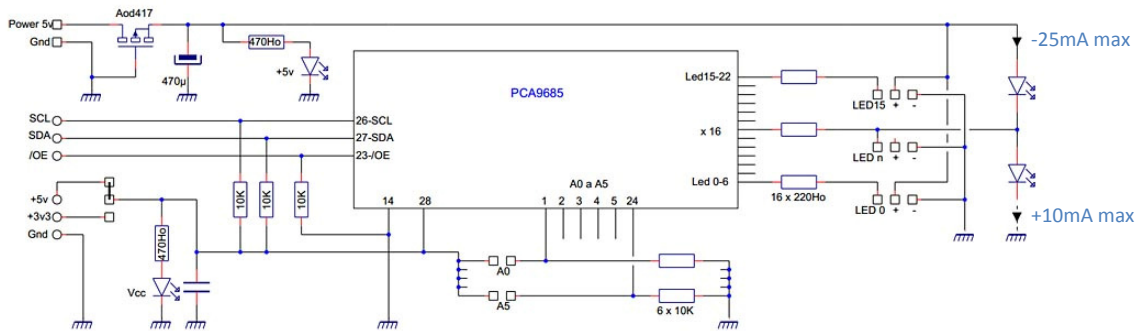 Aod417
Power 5v
Gnd
470µ
470Ho
+5v
PCA9685
Led15-22
x 16
Led 0-6
-25mA max
LED15 + -
LED n + -
16 x 220Ho
LED 0 + -
+10mA max
SCL
SDA
/OE
26-SCL
27-SDA
23-/OE
A0 a A5
1 2 3 4 5 24
14 28
10K 10K 10K
+5v
+3v3
Gnd
470Ho
Vcc
A0
A5
6 x 10K